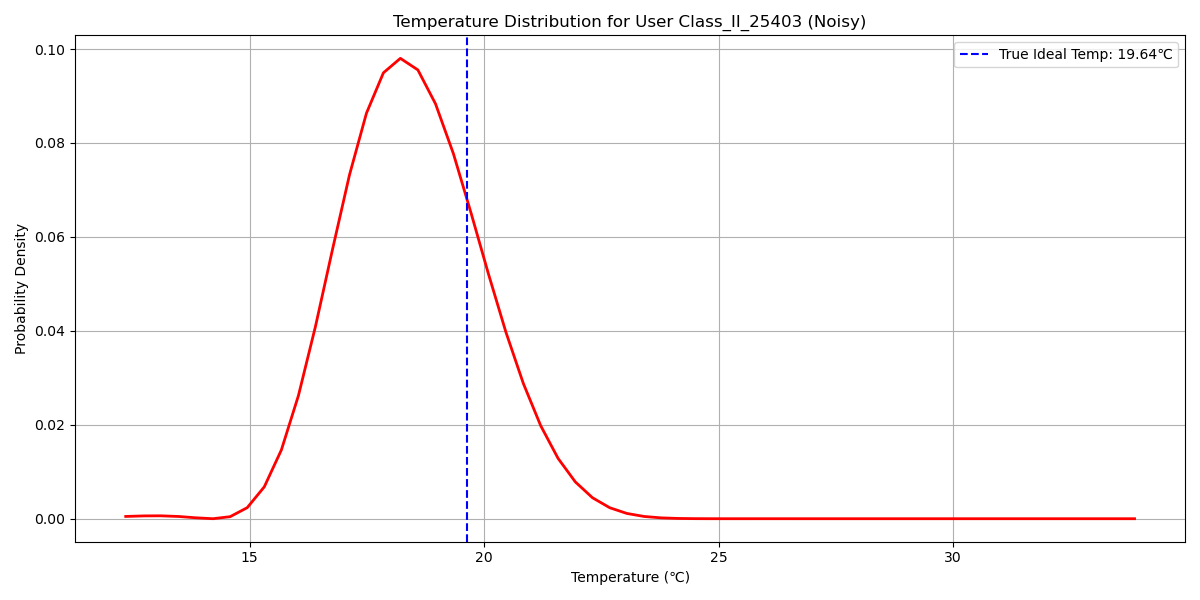 Temperature Distribution for User Class_II_25403 (Noisy)
True Ideal Temp: 19.64℃
Probability Density
0.10
0.08
0.06
0.04
0.02
0.00
15
20
25
30
Temperature (℃)